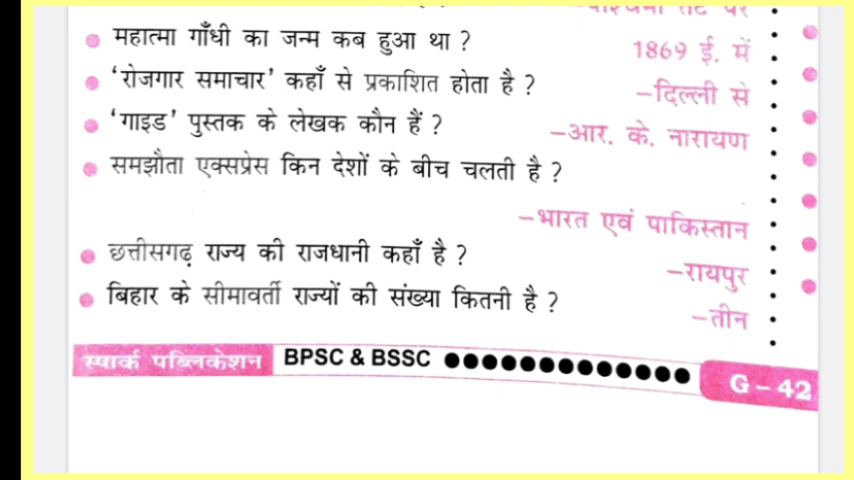 महात्मा गाँधी का जन्म कब हुआ था ?
1869 ई. में
'रोजगार समाचार' कहाँ से प्रकाशित होता है ?
–दिल्ली से
'गाइड' पुस्तक के लेखक कौन हैं ?
–आर. के. नारायण
समझौता एक्सप्रेस किन देशों के बीच चलती है ?
–भारत एवं पाकिस्तान
छत्तीसगढ़ राज्य की राजधानी कहाँ है ?
–रायपुर
बिहार के सीमावर्ती राज्यों की संख्या कितनी है ?
–तीन
स्पार्क पब्लिकेशन BPSC & BSSC
G – 42